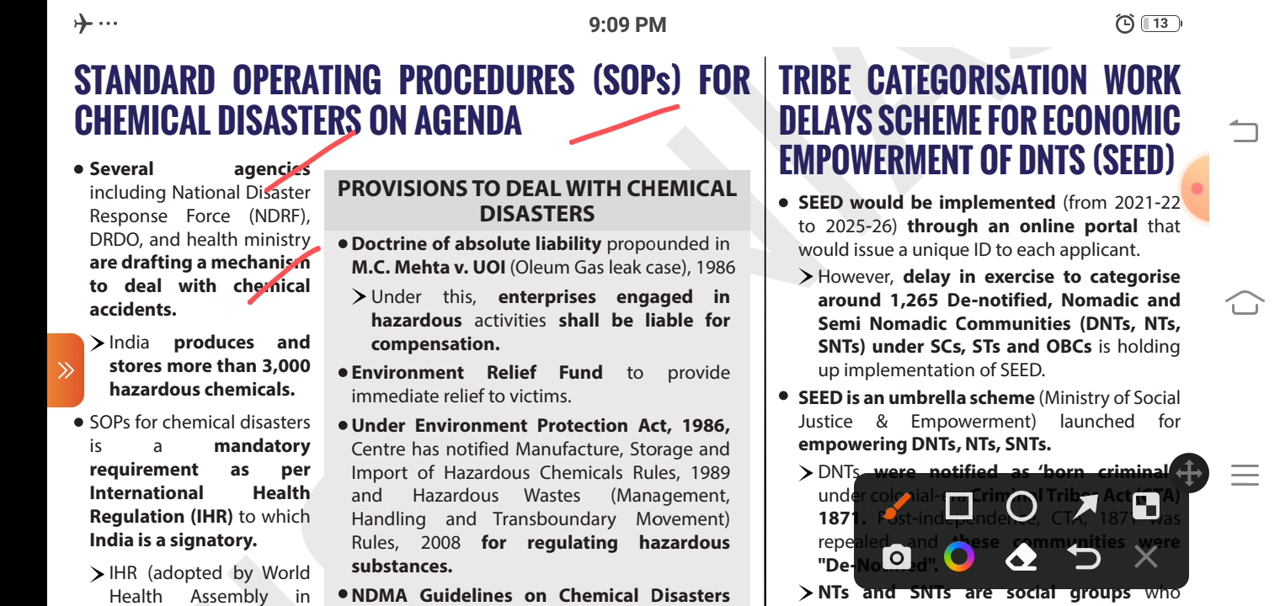 9:09 PM
13
STANDARD OPERATING PROCEDURES (SOPs) FOR
CHEMICAL DISASTERS ON AGENDA
● Several agencies
including National Disaster
Response Force (NDRF),
DRDO, and health ministry
are drafting a mechanism
to deal with chemical
accidents.
➤ India produces and
stores more than 3,000
hazardous chemicals.
● SOPs for chemical disasters
is a mandatory
requirement as per
International Health
Regulation (IHR) to which
India is a signatory.
➤ IHR (adopted by World
Health Assembly in
PROVISIONS TO DEAL WITH CHEMICAL
DISASTERS
● Doctrine of absolute liability propounded in
M.C. Mehta v. UOI (Oleum Gas leak case), 1986
➤ Under this, enterprises engaged in
hazardous activities shall be liable for
compensation.
● Environment Relief Fund to provide
immediate relief to victims.
● Under Environment Protection Act, 1986,
Centre has notified Manufacture, Storage and
Import of Hazardous Chemicals Rules, 1989
and Hazardous Wastes (Management,
Handling and Transboundary Movement)
Rules, 2008 for regulating hazardous
substances.
● NDMA Guidelines on Chemical Disasters
TRIBE CATEGORISATION WORK
DELAYS SCHEME FOR ECONOMIC
EMPOWERMENT OF DNTS (SEED)
● SEED would be implemented (from 2021-22
to 2025-26) through an online portal that
would issue a unique ID to each applicant.
➤ However, delay in exercise to categorise
around 1,265 De-notified, Nomadic and
Semi Nomadic Communities (DNTs, NTs,
SNTs) under SCs, STs and OBCs is holding
up implementation of SEED.
● SEED is an umbrella scheme (Ministry of Social
Justice & Empowerment) launched for
empowering DNTs, NTs, SNTs.
➤ DNTs were notified as 'born criminal
under colonial-era Criminal Tribes Act (CTA)
1871. Post-independence, CTA, 1871 was
repealed and these communities were
"De-Notified".
➤ NTs and SNTs are social groups who